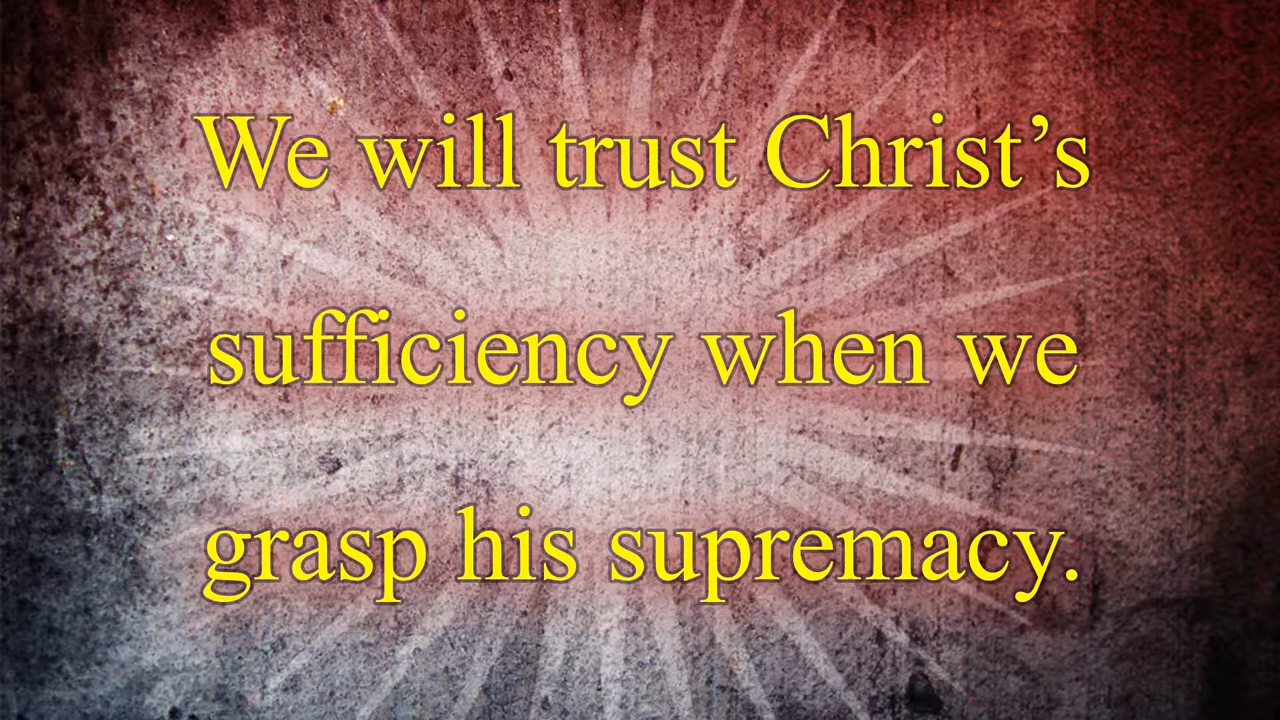 We will trust Christ’s
sufficiency when we
grasp his supremacy.